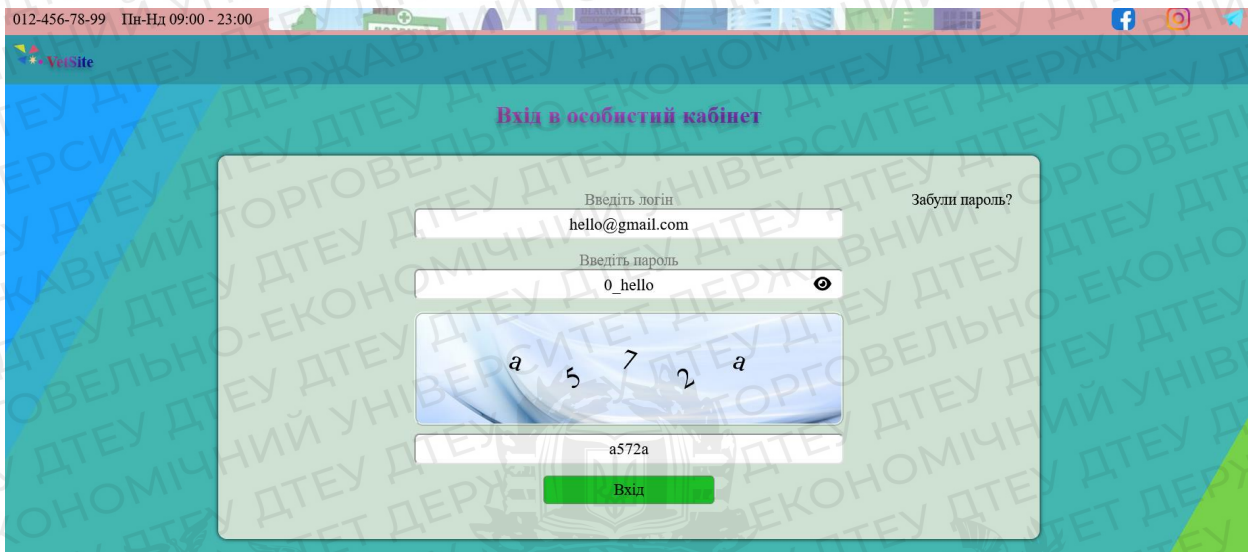 012-456-78-99 Пн-Нд 09:00 - 23:00
VetSite
Вхід в особистий кабінет
Введіть логін
Забули пароль?
hello@gmail.com
Введіть пароль
0_hello
a 5 7 2 a
a572a
Вхід